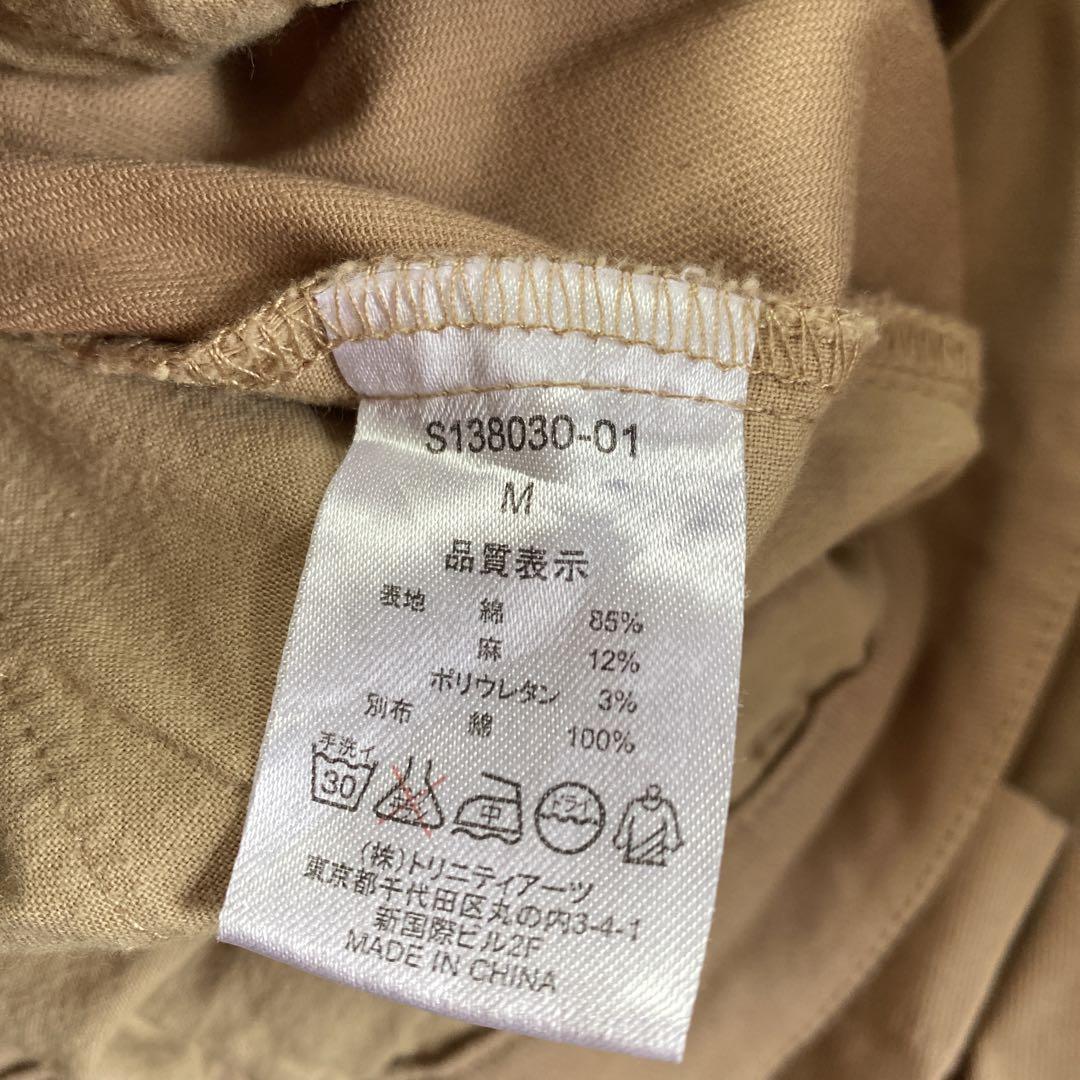 S138030-01
M
品質表示
表地 綿 85%
麻 12%
ポリウレタン 3%
別布 綿 100%
手洗イ
30 エンソ 中 ドライ
(株)トリニティアーツ
東京都千代田区丸の内3-4-1
新国際ビル2F
MADE IN CHINA